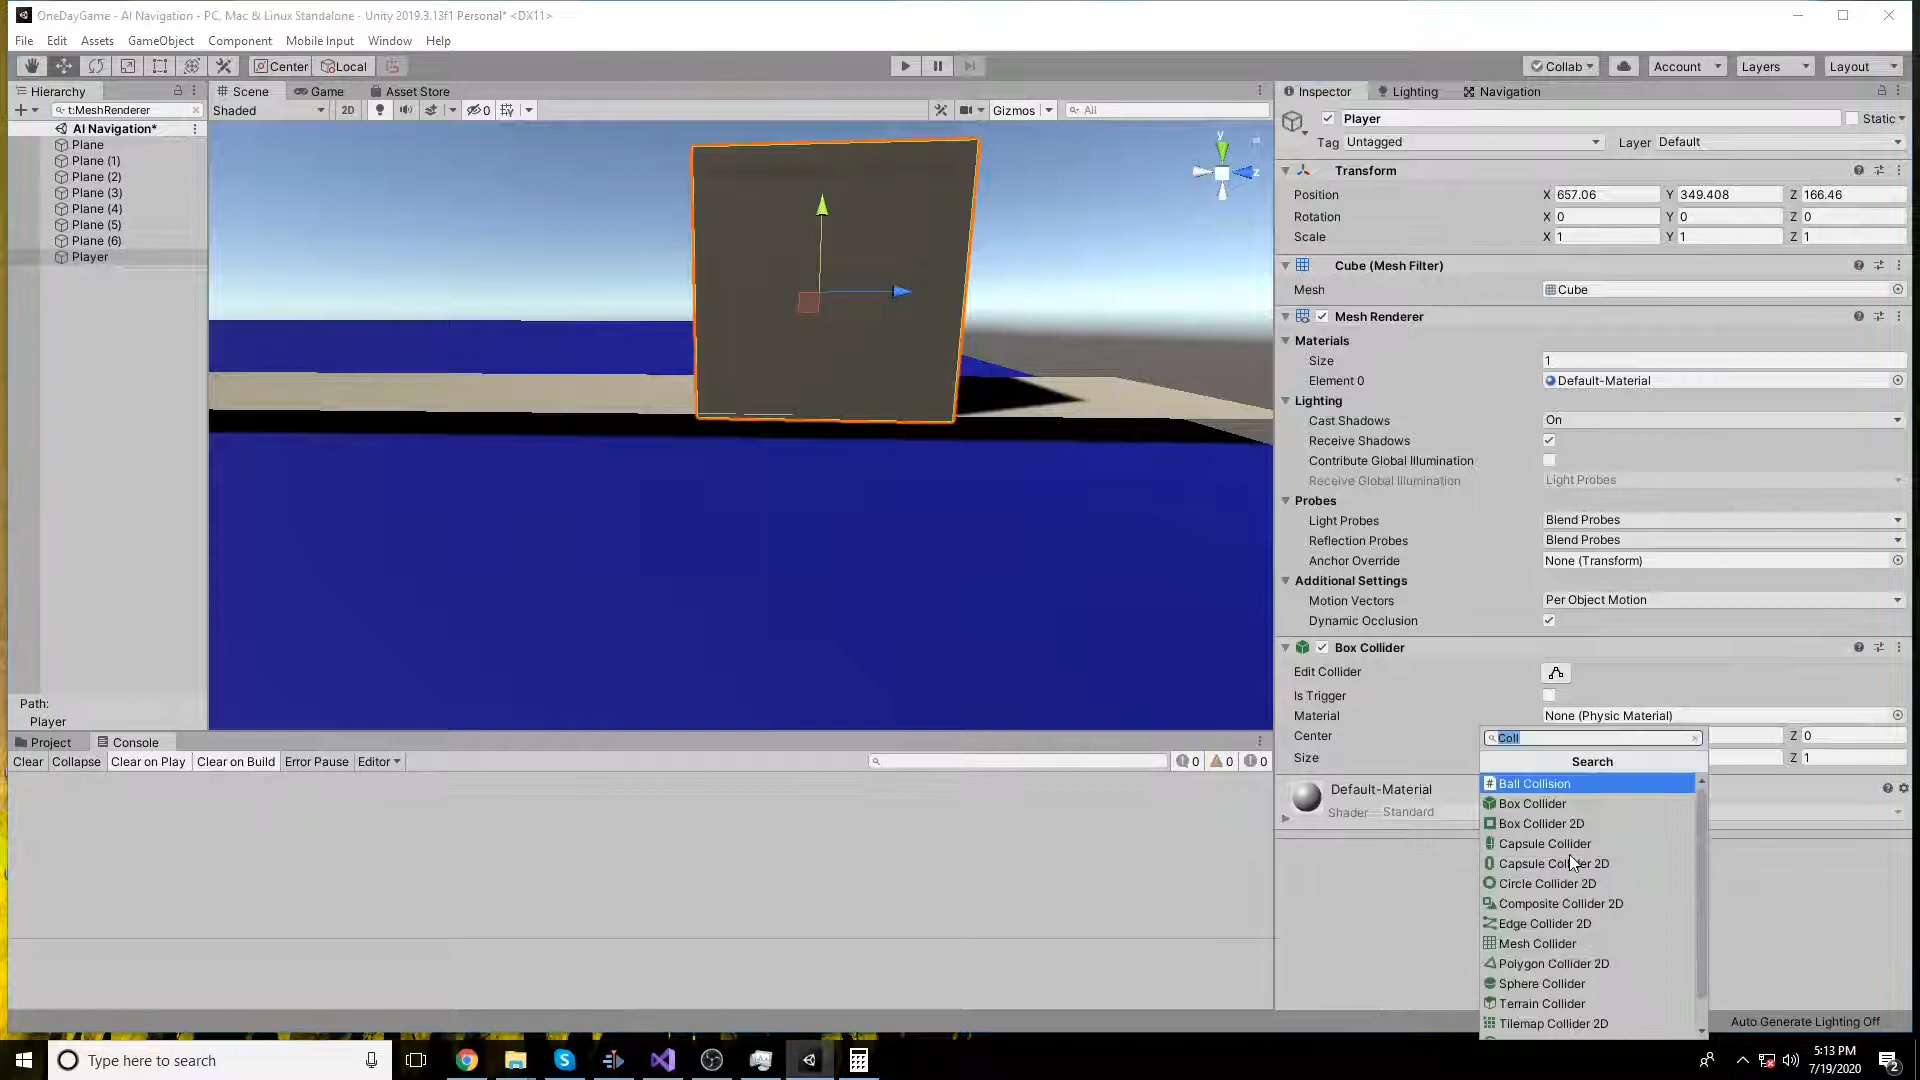 OneDayGame - AI Navigation - PC, Mac & Linux Standalone - Unity 2019.3.13f1 Personal* <DX11>
File Edit Assets GameObject Component Mobile Input Window Help
Center Local Collab Account Layers Layout
Hierarchy Scene Game Asset Store Inspector Lighting Navigation
t:MeshRenderer Shaded 2D 0 Gizmos All
AI Navigation*
Plane
Plane (1)
Plane (2)
Plane (3)
Plane (4)
Plane (5)
Plane (6)
Player
Path:
Player
y
z
Player Static
Tag Untagged Layer Default
Transform
Position X 657.06 Y 349.408 Z 166.46
Rotation X 0 Y 0 Z 0
Scale X 1 Y 1 Z 1
Cube (Mesh Filter)
Mesh Cube
Mesh Renderer
Materials
Size 1
Element 0 Default-Material
Lighting
Cast Shadows On
Receive Shadows
Contribute Global Illumination
Receive Global Illumination Light Probes
Probes
Light Probes Blend Probes
Reflection Probes Blend Probes
Anchor Override None (Transform)
Additional Settings
Motion Vectors Per Object Motion
Dynamic Occlusion
Box Collider
Edit Collider
Is Trigger
Material None (Physic Material)
Center Z 0
Size Z 1
Default-Material
Shader Standard
Coll
Search
Ball Collision
Box Collider
Box Collider 2D
Capsule Collider
Capsule Collider 2D
Circle Collider 2D
Composite Collider 2D
Edge Collider 2D
Mesh Collider
Polygon Collider 2D
Sphere Collider
Terrain Collider
Tilemap Collider 2D
Project Console
Clear Collapse Clear on Play Clear on Build Error Pause Editor 0 0 0
Auto Generate Lighting Off
Type here to search
5:13 PM
7/19/2020
2